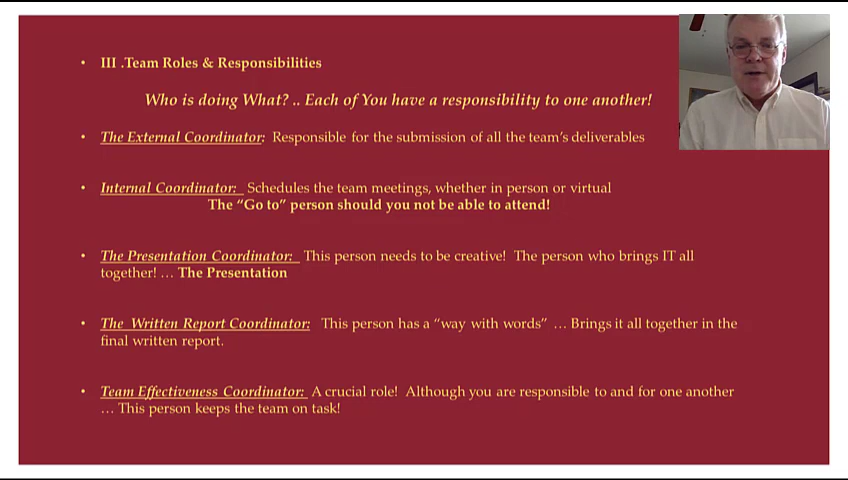 • III .Team Roles & Responsibilities
Who is doing What? .. Each of You have a responsibility to one another!
• The External Coordinator: Responsible for the submission of all the team's deliverables
• Internal Coordinator: Schedules the team meetings, whether in person or virtual
The “Go to” person should you not be able to attend!
• The Presentation Coordinator: This person needs to be creative! The person who brings IT all
together! … The Presentation
• The Written Report Coordinator: This person has a “way with words” … Brings it all together in the
final written report.
• Team Effectiveness Coordinator: A crucial role! Although you are responsible to and for one another
… This person keeps the team on task!